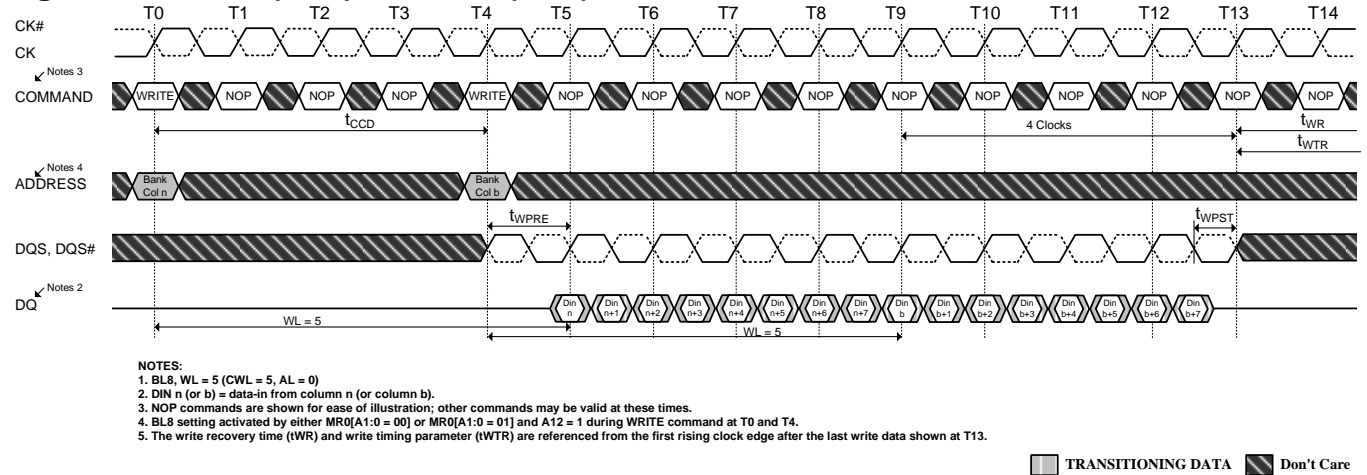 T0 T1 T2 T3 T4 T5 T6 T7 T8 T9 T10 T11 T12 T13 T14
CK#
CK
Notes 3
COMMAND WRITE NOP NOP NOP WRITE NOP NOP NOP NOP NOP NOP NOP NOP NOP NOP
tCCD 4 Clocks tWR
tWTR
Notes 4
ADDRESS
Bank Bank
Col n Col b
tWPRE tWPST
DQS, DQS#
Notes 2
DQ
Din Din Din Din Din Din Din Din Din Din Din Din Din Din Din Din
n n+1 n+2 n+3 n+4 n+5 n+6 n+7 b b+1 b+2 b+3 b+4 b+5 b+6 b+7
WL = 5 WL = 5
NOTES:
1. BL8, WL = 5 (CWL = 5, AL = 0)
2. DIN n (or b) = data-in from column n (or column b).
3. NOP commands are shown for ease of illustration; other commands may be valid at these times.
4. BL8 setting activated by either MR0[A1:0 = 00] or MR0[A1:0 = 01] and A12 = 1 during WRITE command at T0 and T4.
5. The write recovery time (tWR) and write timing parameter (tWTR) are referenced from the first rising clock edge after the last write data shown at T13.
TRANSITIONING DATA Don't Care